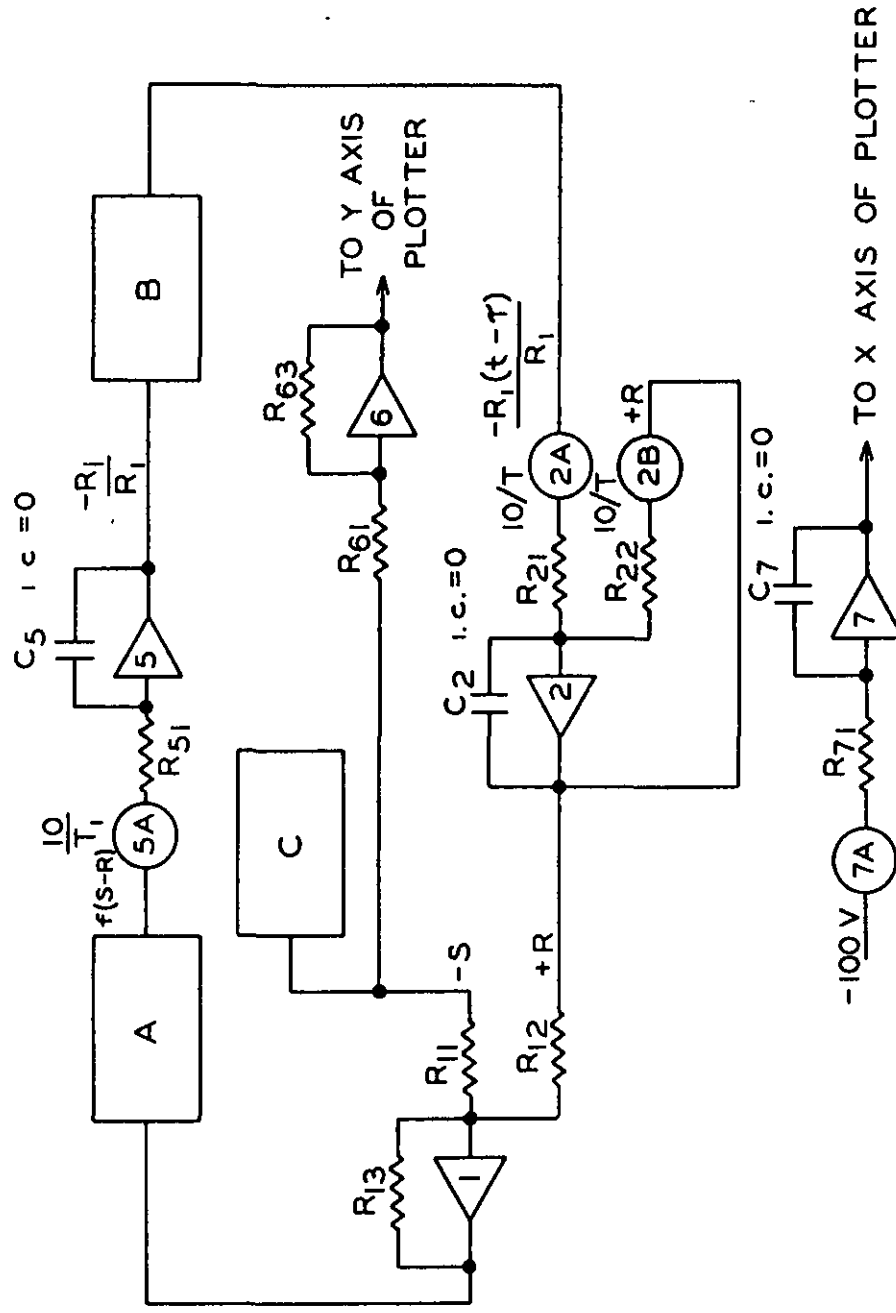 A
f(S-R)
10
T1
5A
R51
C5
i c =0
5
-R1
R1
B
C
R61
R63
6
TO Y AXIS
OF
PLOTTER
R13
1
R11
-S
R12
+R
C2
i.c.=0
2
R21
10/T
2A
-R1(t-τ)
R1
R22
10/T
2B
+R
-100V
7A
R71
C7
i.c.=0
7
TO X AXIS OF PLOTTER